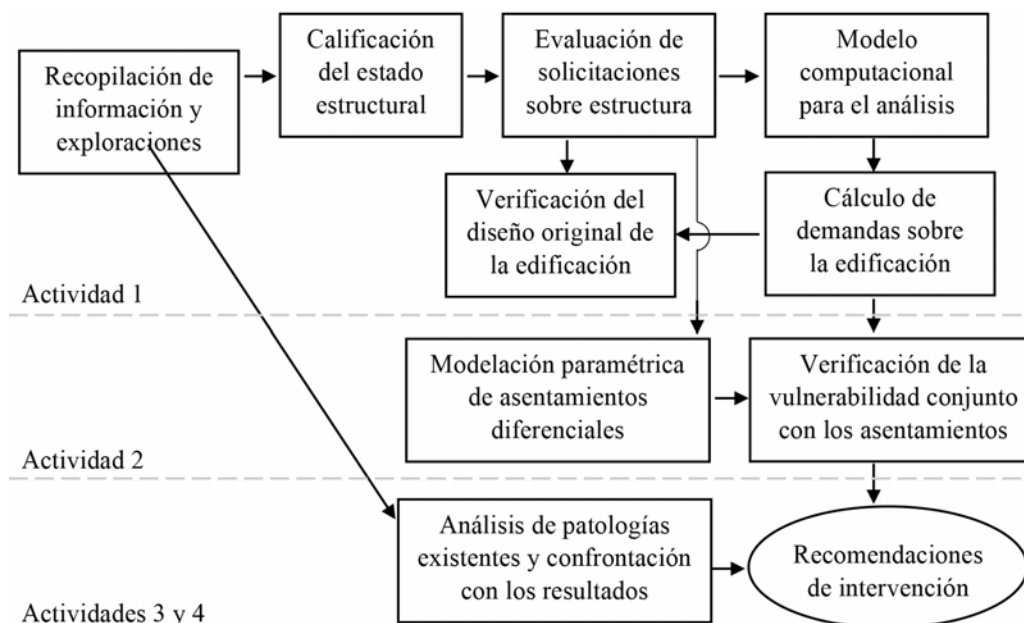 Recopilación de
información y
exploraciones
Calificación
del estado
estructural
Evaluación de
solicitaciones
sobre estructura
Modelo
computacional
para el análisis
Verificación del
diseño original de
la edificación
Cálculo de
demandas sobre
la edificación
Actividad 1
Modelación paramétrica
de asentamientos
diferenciales
Verificación de la
vulnerabilidad conjunto
con los asentamientos
Actividad 2
Análisis de patologías
existentes y confrontación
con los resultados
Recomendaciones
de intervención
Actividades 3 y 4